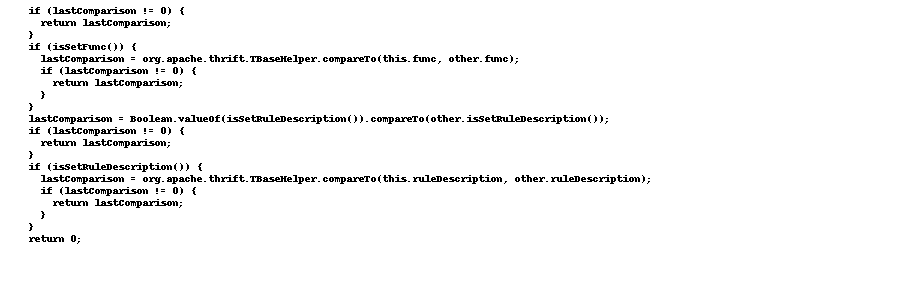 if (lastComparison != 0) {
return lastComparison;
}
if (isSetFunc()) {
lastComparison = org.apache.thrift.TBaseHelper.compareTo(this.func, other.func);
if (lastComparison != 0) {
return lastComparison;
}
}
lastComparison = Boolean.valueOf(isSetRuleDescription()).compareTo(other.isSetRuleDescription());
if (lastComparison != 0) {
return lastComparison;
}
if (isSetRuleDescription()) {
lastComparison = org.apache.thrift.TBaseHelper.compareTo(this.ruleDescription, other.ruleDescription);
if (lastComparison != 0) {
return lastComparison;
}
}
return 0;